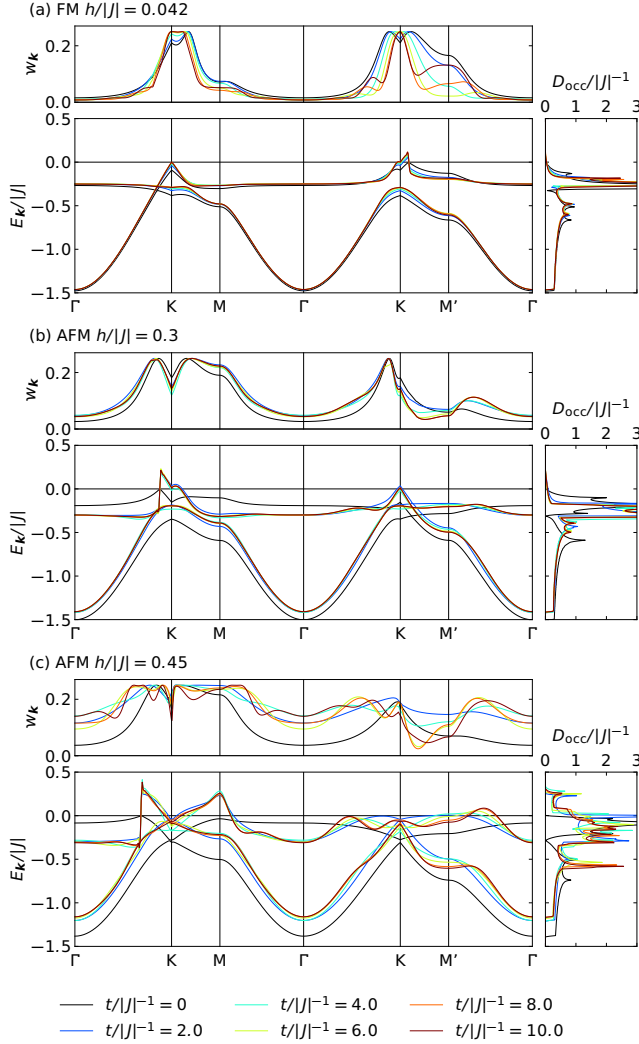 (a) FM h/|J| = 0.042
w_k
0.2
0.0
D_occ/|J|⁻¹
0 1 2 3
E_k/|J|
0.0
−0.5
−1.0
−1.5
Γ K M Γ K M’ Γ
(b) AFM h/|J| = 0.3
w_k
0.2
0.0
D_occ/|J|⁻¹
0 1 2 3
E_k/|J|
0.5
0.0
−0.5
−1.0
−1.5
Γ K M Γ K M’ Γ
(c) AFM h/|J| = 0.45
w_k
0.2
0.0
D_occ/|J|⁻¹
0 1 2 3
E_k/|J|
0.5
0.0
−0.5
−1.0
−1.5
Γ K M Γ K M’ Γ
t/|J|⁻¹ = 0 t/|J|⁻¹ = 4.0 t/|J|⁻¹ = 8.0
t/|J|⁻¹ = 2.0 t/|J|⁻¹ = 6.0 t/|J|⁻¹ = 10.0